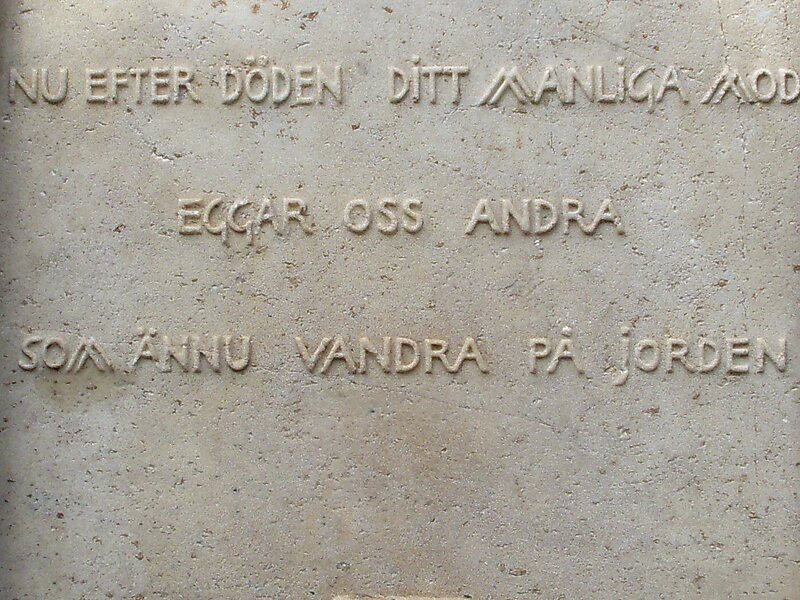 NU EFTER DÖDEN DiTT MANLiGA MOD
EGGAR OSS ANDRA
SOM ÄNNU VANDRA PÅ jORDEN